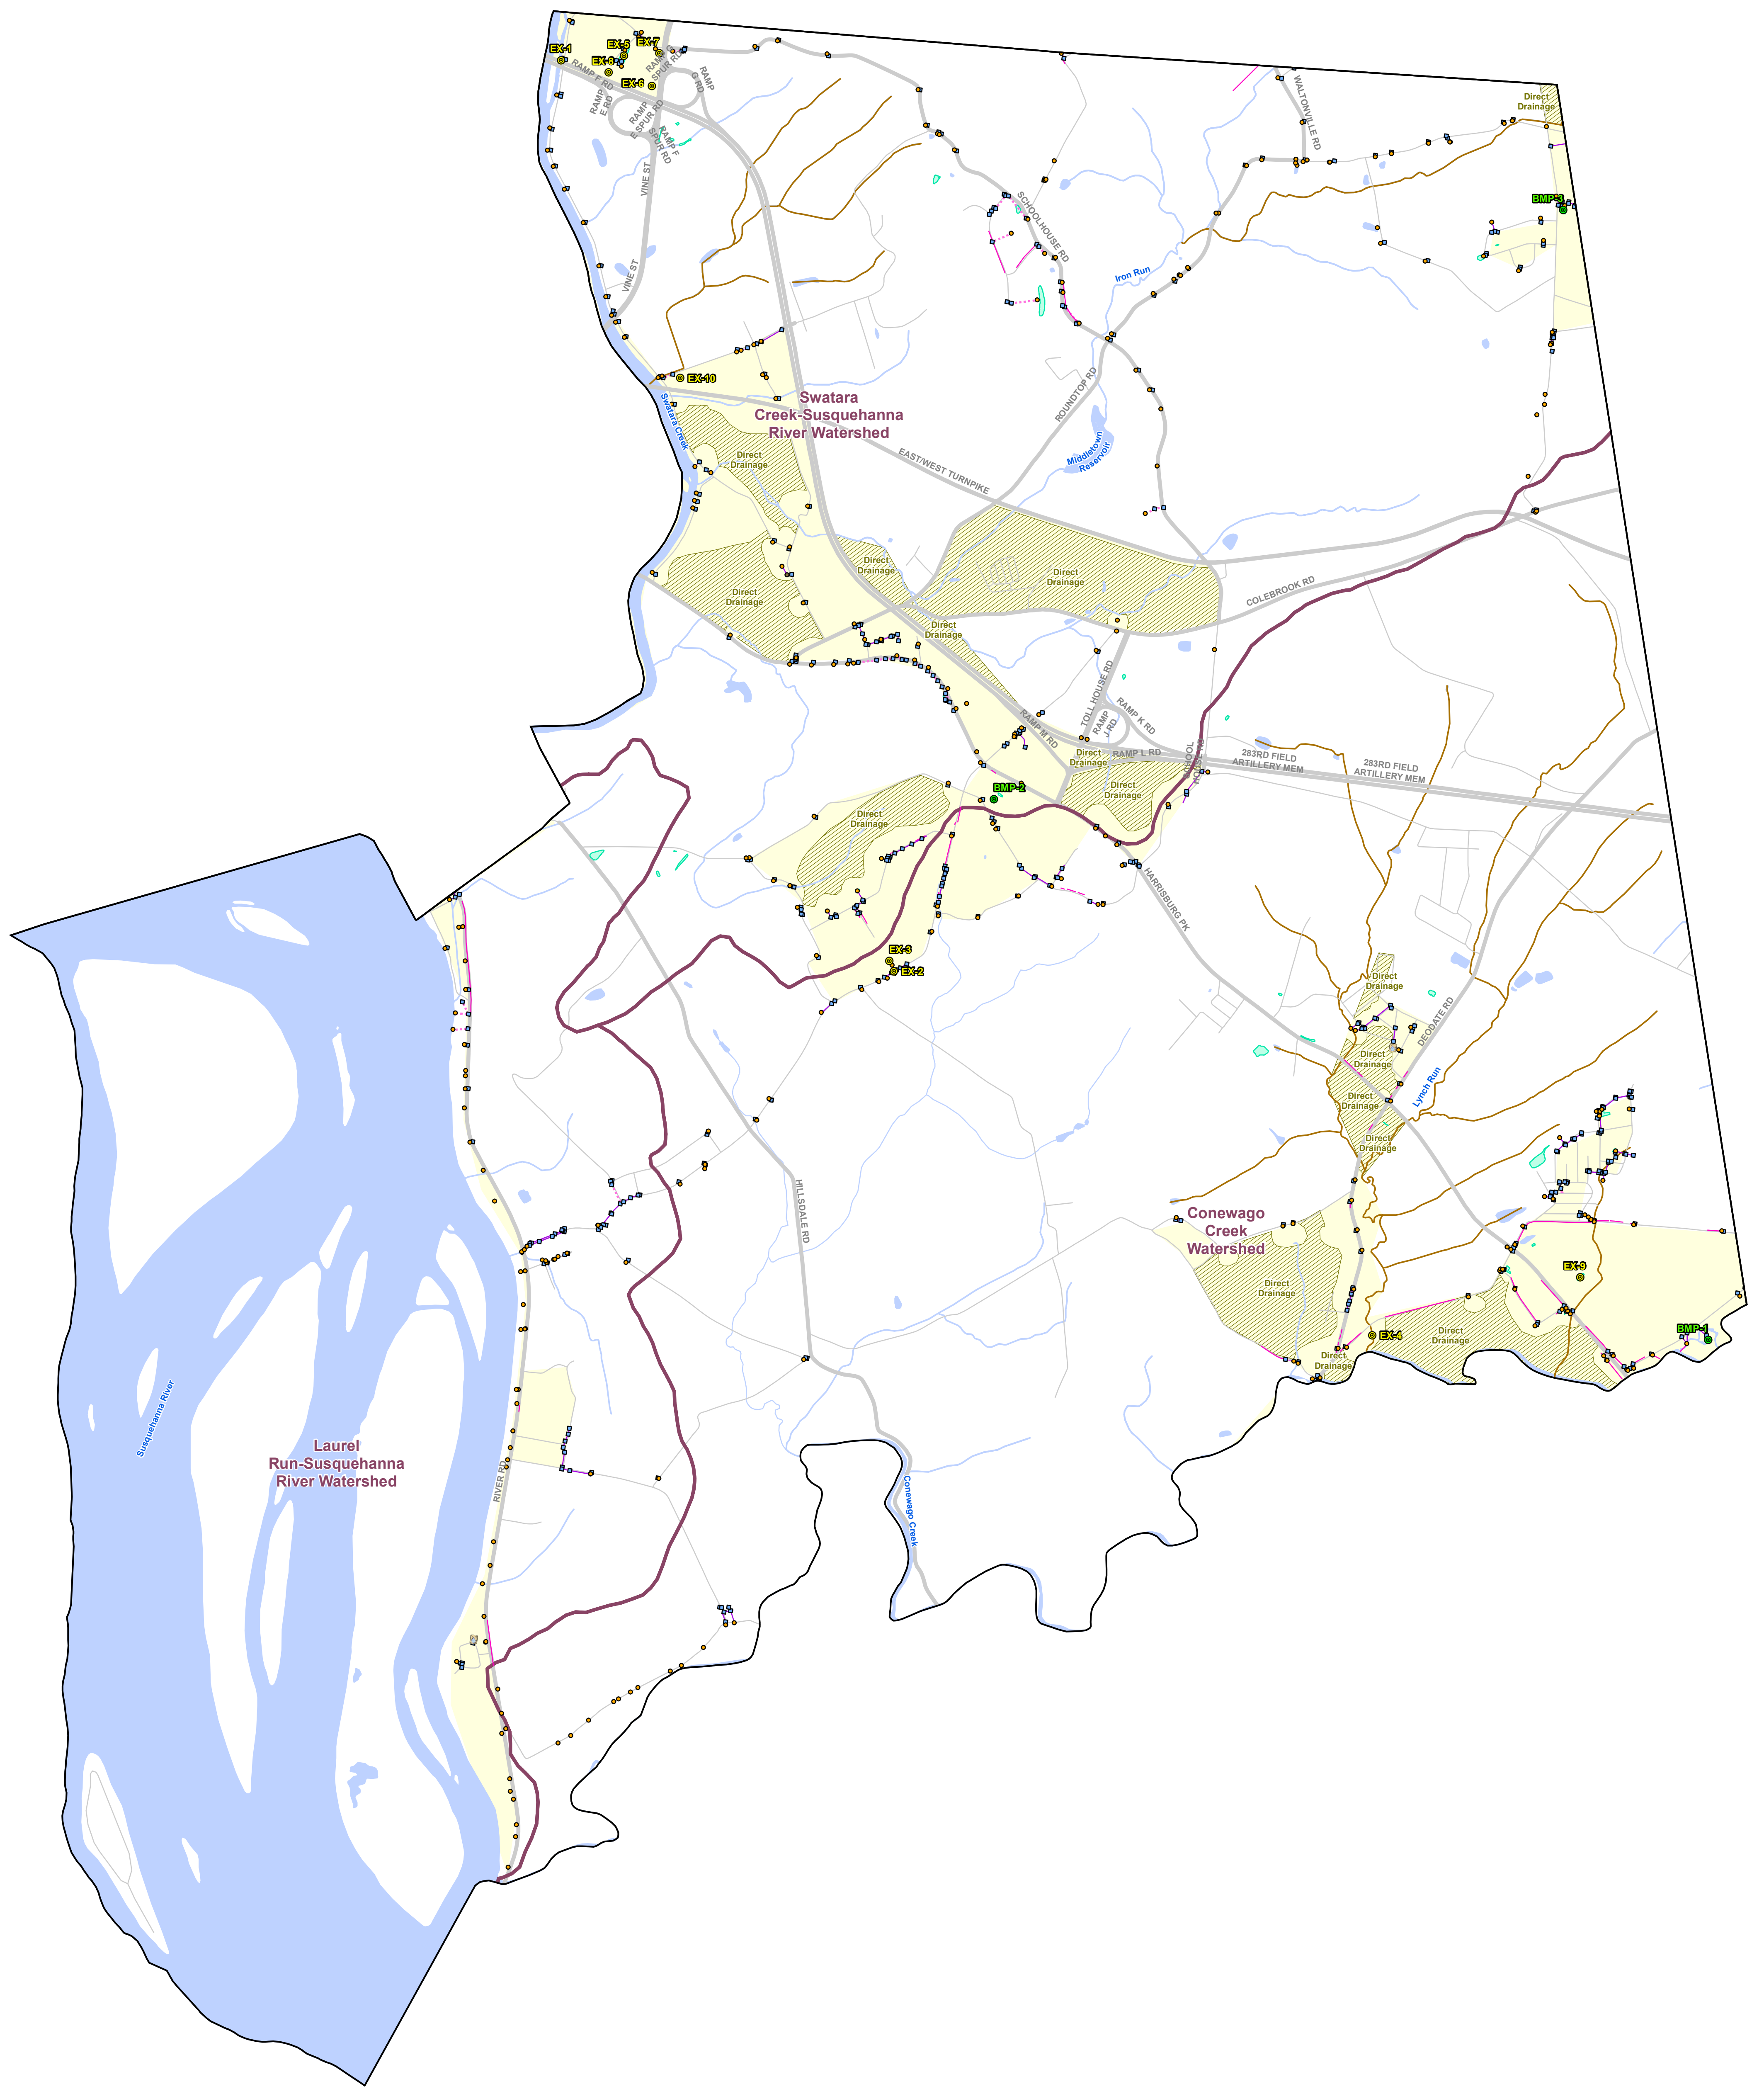 EX-1
EX-5
EX-7
EX-8
EX-6
RAMP F RD
RAMP
E RD
RAMP
E SPUR RD
RAMP F
SPUR RD
SPUR RD
RAMP
G RD
VINE ST
VINE ST
WALTONVILLE RD
Direct
Drainage
BMP-3
SCHOOLHOUSE RD
Iron Run
EX-10
Swatara Creek
Swatara
Creek-Susquehanna
River Watershed
ROUNDTOP RD
Middletown
Reservoir
EAST/WEST TURNPIKE
Direct
Drainage
Direct
Drainage
Direct
Drainage
Direct
Drainage
Direct
Drainage
COLEBROOK RD
TOLL HOUSE RD
RAMP
J RD
RAMP K RD
RAMP M RD
RAMP L RD
SCHOOL
HOUSE RD
Direct
Drainage
Direct
Drainage
283RD FIELD
ARTILLERY MEM
283RD FIELD
ARTILLERY MEM
BMP-2
Direct
Drainage
HARRISBURG PK
EX-3
EX-2
Direct
Drainage
DEODATE RD
Direct
Drainage
Direct
Drainage
Lynch Run
Direct
Drainage
HILLSDALE RD
Conewago
Creek
Watershed
Direct
Drainage
EX-9
EX-4
BMP-1
Direct
Drainage
Direct
Drainage
Susquehanna River
Laurel
Run-Susquehanna
River Watershed
RIVER RD
Conewago Creek